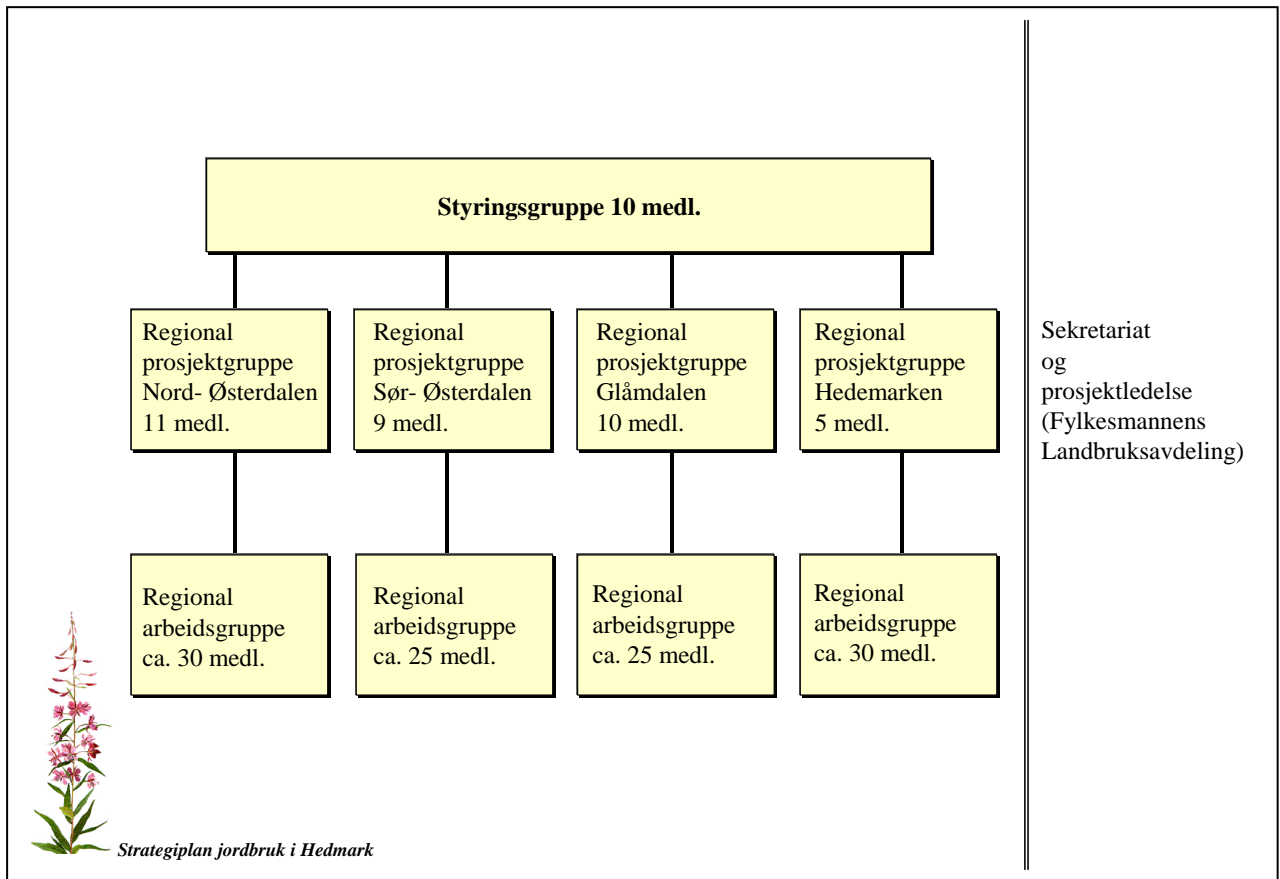 Styringsgruppe 10 medl.
Regional
prosjektgruppe
Nord- Østerdalen
11 medl.
Regional
prosjektgruppe
Sør- Østerdalen
9 medl.
Regional
prosjektgruppe
Glåmdalen
10 medl.
Regional
prosjektgruppe
Hedemarken
5 medl.
Regional
arbeidsgruppe
ca. 30 medl.
Regional
arbeidsgruppe
ca. 25 medl.
Regional
arbeidsgruppe
ca. 25 medl.
Regional
arbeidsgruppe
ca. 30 medl.
Sekretariat
og
prosjektledelse
(Fylkesmannens
Landbruksavdeling)
Strategiplan jordbruk i Hedmark